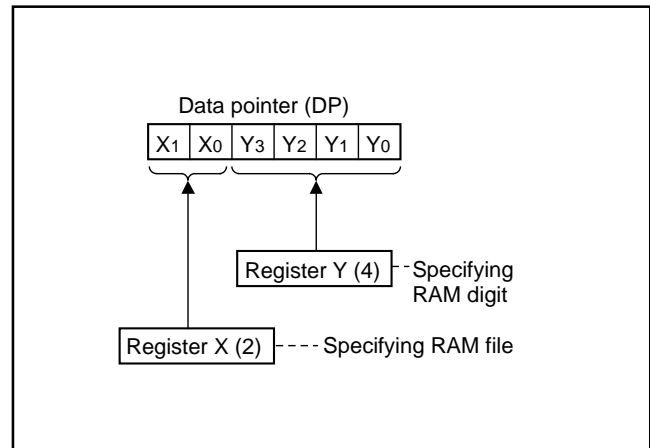 Data pointer (DP)
X1 X0 Y3 Y2 Y1 Y0
Register Y (4)
Specifying
RAM digit
Register X (2)
Specifying RAM file